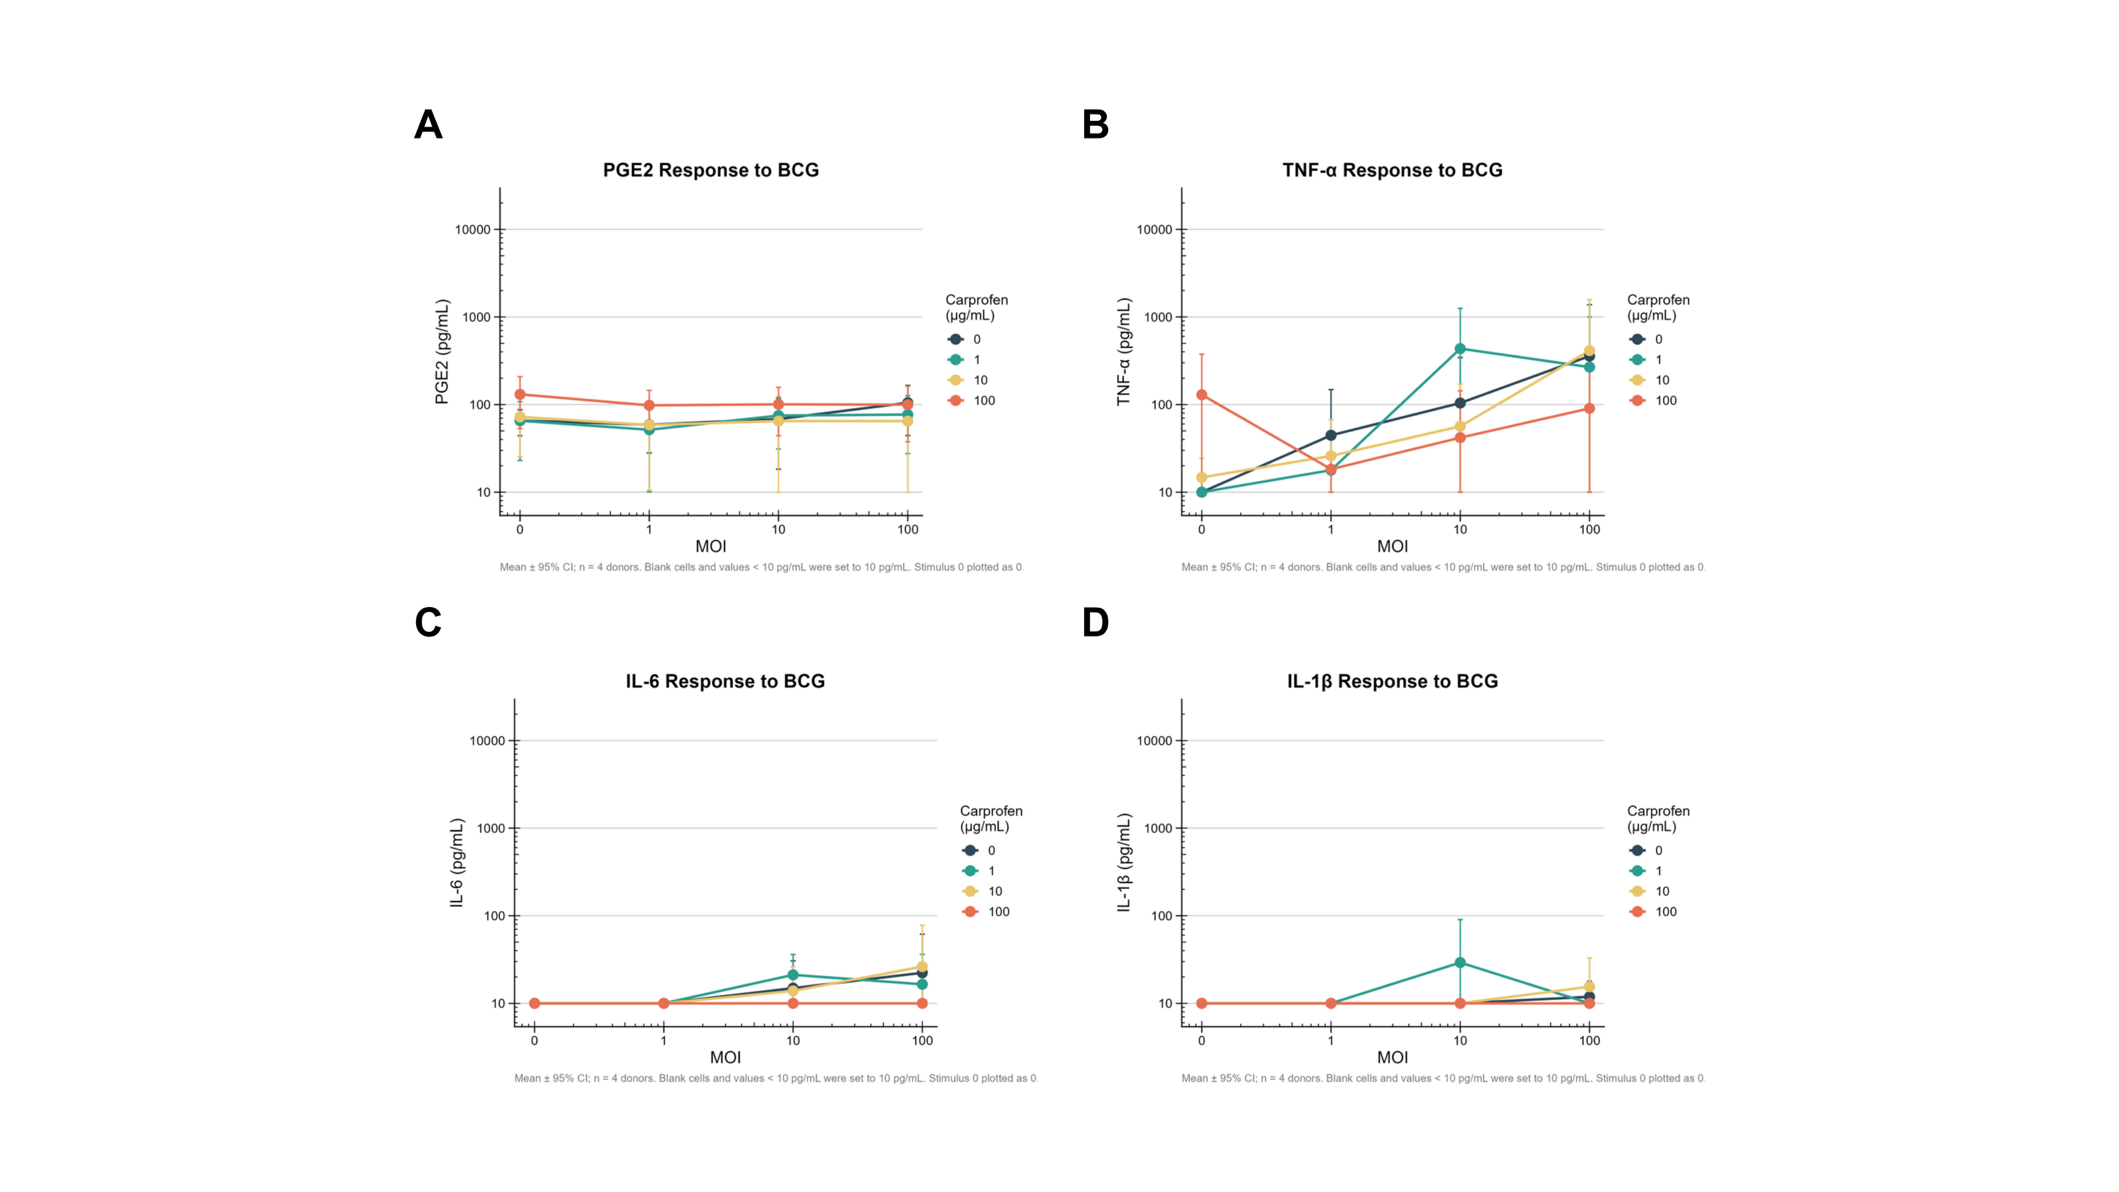 A
PGE2 Response to BCG
PGE2 (pg/mL)
10000
1000
100
10
0
1
10
100
MOI
Carprofen
(µg/mL)
0
1
10
100
Mean ± 95% CI; n = 4 donors. Blank cells and values < 10 pg/mL were set to 10 pg/mL. Stimulus 0 plotted as 0.
B
TNF-α Response to BCG
TNF-α (pg/mL)
10000
1000
100
10
0
1
10
100
MOI
Carprofen
(µg/mL)
0
1
10
100
Mean ± 95% CI; n = 4 donors. Blank cells and values < 10 pg/mL were set to 10 pg/mL. Stimulus 0 plotted as 0.
C
IL-6 Response to BCG
IL-6 (pg/mL)
10000
1000
100
10
0
1
10
100
MOI
Carprofen
(µg/mL)
0
1
10
100
Mean ± 95% CI; n = 4 donors. Blank cells and values < 10 pg/mL were set to 10 pg/mL. Stimulus 0 plotted as 0.
D
IL-1β Response to BCG
IL-1β (pg/mL)
10000
1000
100
10
0
1
10
100
MOI
Carprofen
(µg/mL)
0
1
10
100
Mean ± 95% CI; n = 4 donors. Blank cells and values < 10 pg/mL were set to 10 pg/mL. Stimulus 0 plotted as 0.